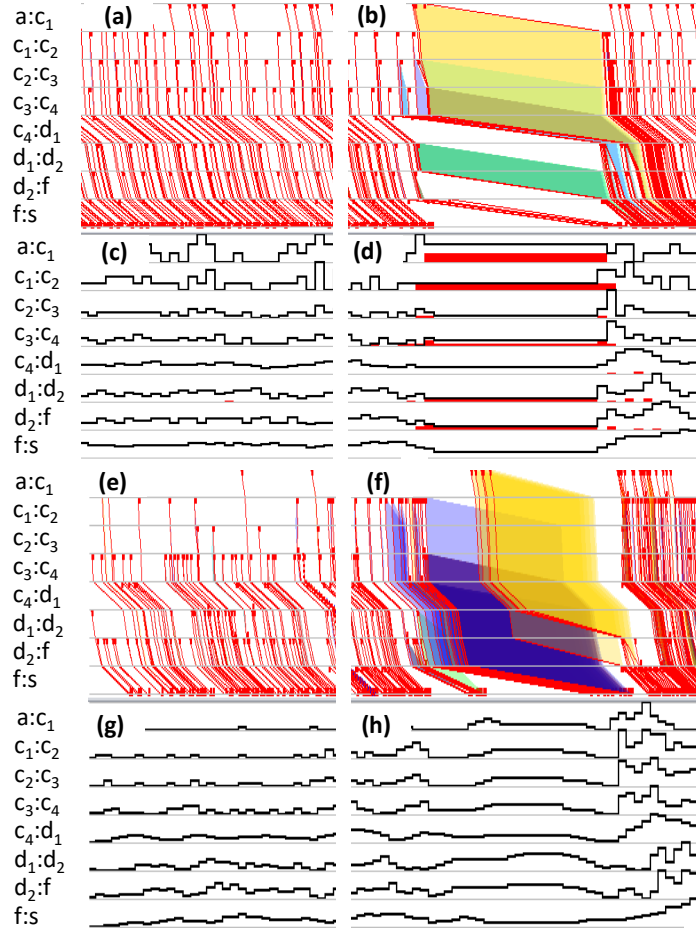 a:c₁ (a) (b)
c₁:c₂
c₂:c₃
c₃:c₄
c₄:d₁
d₁:d₂
d₂:f
f:s
a:c₁ (c) (d)
c₁:c₂
c₂:c₃
c₃:c₄
c₄:d₁
d₁:d₂
d₂:f
f:s
a:c₁ (e) (f)
c₁:c₂
c₂:c₃
c₃:c₄
c₄:d₁
d₁:d₂
d₂:f
f:s
a:c₁ (g) (h)
c₁:c₂
c₂:c₃
c₃:c₄
c₄:d₁
d₁:d₂
d₂:f
f:s